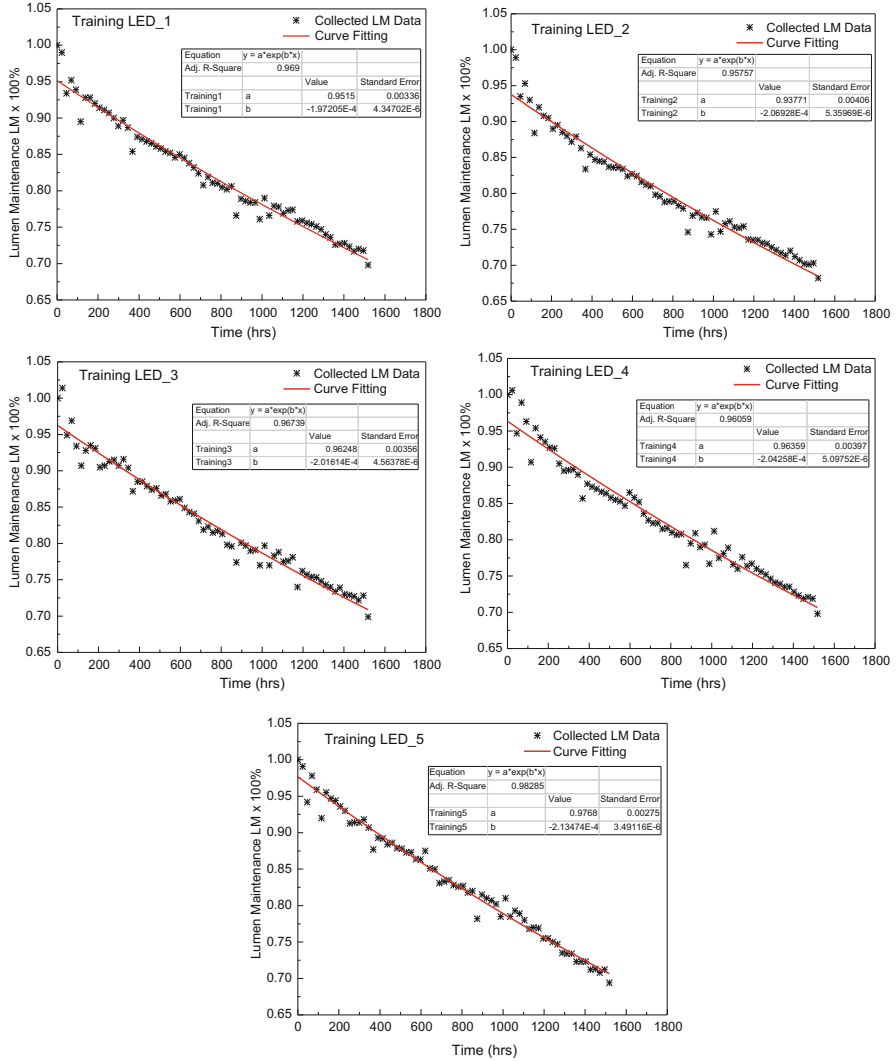 Training LED_1
Collected LM Data
Curve Fitting
Equation y = a*exp(b*x)
Adj. R-Square 0.969
Value Standard Error
Training1 a 0.9515 0.00336
Training1 b -1.97205E-4 4.34702E-6
1.05
1.00
0.95
0.90
0.85
0.80
0.75
0.70
0.65
Lumen Maintenance LM x 100%
0 200 400 600 800 1000 1200 1400 1600 1800
Time (hrs)
Training LED_2
Collected LM Data
Curve Fitting
Equation y = a*exp(b*x)
Adj. R-Square 0.95757
Value Standard Error
Training2 a 0.93771 0.00406
Training2 b -2.06928E-4 5.35969E-6
1.05
1.00
0.95
0.90
0.85
0.80
0.75
0.70
0.65
Lumen Maintenance LM x 100%
0 200 400 600 800 1000 1200 1400 1600 1800
Time (hrs)
Training LED_3
Collected LM Data
Curve Fitting
Equation y = a*exp(b*x)
Adj. R-Square 0.96739
Value Standard Error
Training3 a 0.96248 0.00356
Training3 b -2.01614E-4 4.56378E-6
1.05
1.00
0.95
0.90
0.85
0.80
0.75
0.70
0.65
Lumen Maintenance LM x 100%
0 200 400 600 800 1000 1200 1400 1600 1800
Time (hrs)
Training LED_4
Collected LM Data
Curve Fitting
Equation y = a*exp(b*x)
Adj. R-Square 0.96059
Value Standard Error
Training4 a 0.96359 0.00397
Training4 b -2.04258E-4 5.09752E-6
1.05
1.00
0.95
0.90
0.85
0.80
0.75
0.70
0.65
Lumen Maintenance LM x 100%
0 200 400 600 800 1000 1200 1400 1600 1800
Time (hrs)
Training LED_5
Collected LM Data
Curve Fitting
Equation y = a*exp(b*x)
Adj. R-Square 0.98285
Value Standard Error
Training5 a 0.9768 0.00275
Training5 b -2.13474E-4 3.49116E-6
1.05
1.00
0.95
0.90
0.85
0.80
0.75
0.70
0.65
Lumen Maintenance LM x 100%
0 200 400 600 800 1000 1200 1400 1600 1800
Time (hrs)